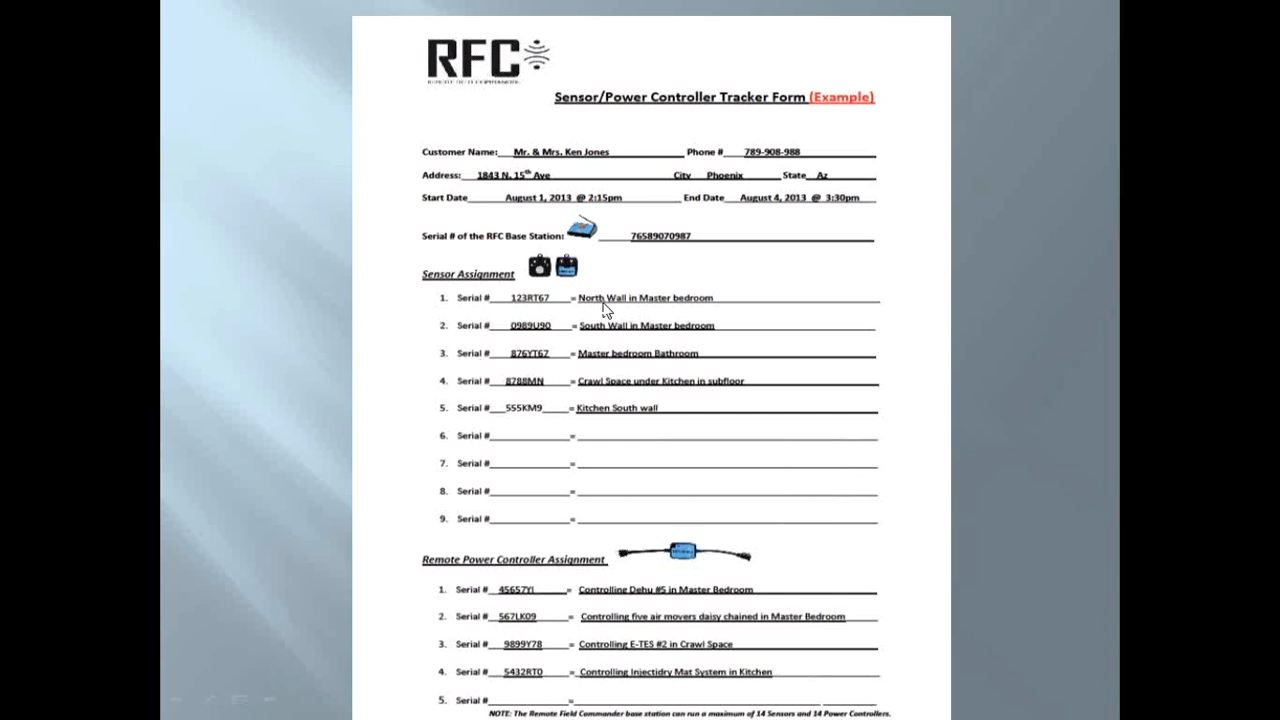 RFC
REMOTE FIELD COMMANDER
Sensor/Power Controller Tracker Form (Example)
Customer Name: Mr. & Mrs. Ken Jones Phone # 789-908-988
Address: 1843 N. 15th Ave City Phoenix State Az
Start Date August 1, 2013 @ 2:15pm End Date August 4, 2013 @ 3:30pm
Serial # of the RFC Base Station: 76589070987
Sensor Assignment
1. Serial # 123RT67 = North Wall in Master bedroom
2. Serial # 0989U90 = South Wall in Master bedroom
3. Serial # 876YT67 = Master bedroom Bathroom
4. Serial # 8788MN = Crawl Space under Kitchen in subfloor
5. Serial # 555KM9 = Kitchen South wall
6. Serial # =
7. Serial # =
8. Serial # =
9. Serial # =
Remote Power Controller Assignment
1. Serial # 45657YL = Controlling Dehu #5 in Master Bedroom
2. Serial # 567LK09 = Controlling five air movers daisy chained in Master Bedroom
3. Serial # 9899Y78 = Controlling E-TES #2 in Crawl Space
4. Serial # 5432RT0 = Controlling Injectidry Mat System in Kitchen
5. Serial # =
NOTE: The Remote Field Commander base station can run a maximum of 14 Sensors and 14 Power Controllers.